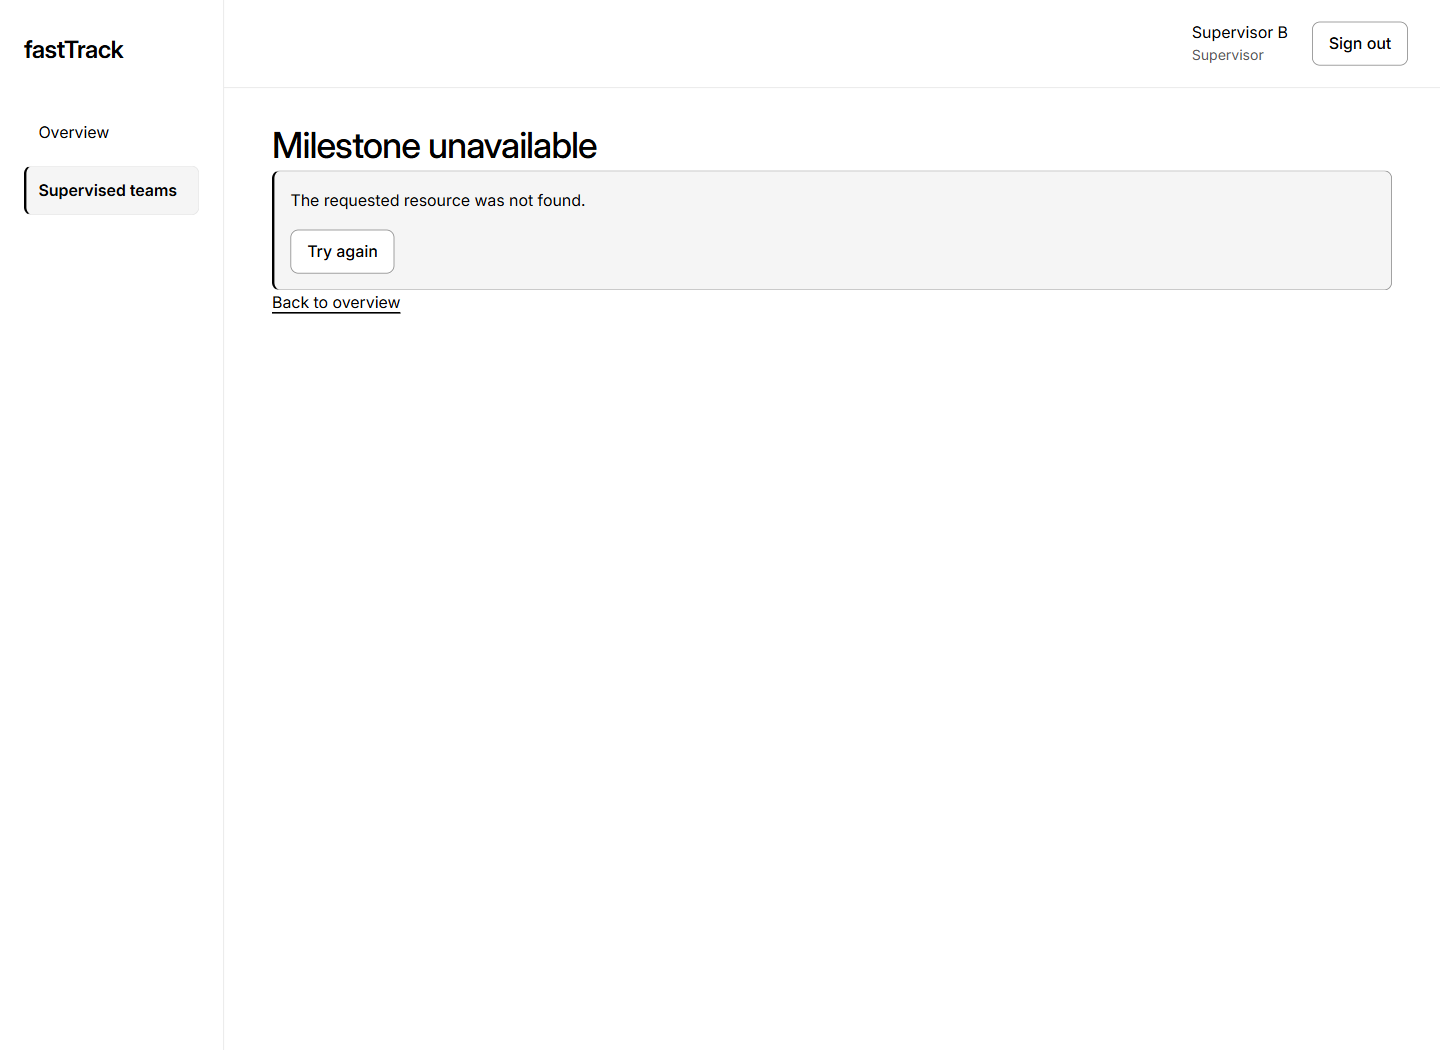 fastTrack
Supervisor B
Supervisor
Sign out
Overview
Supervised teams
Milestone unavailable
The requested resource was not found.
Try again
Back to overview